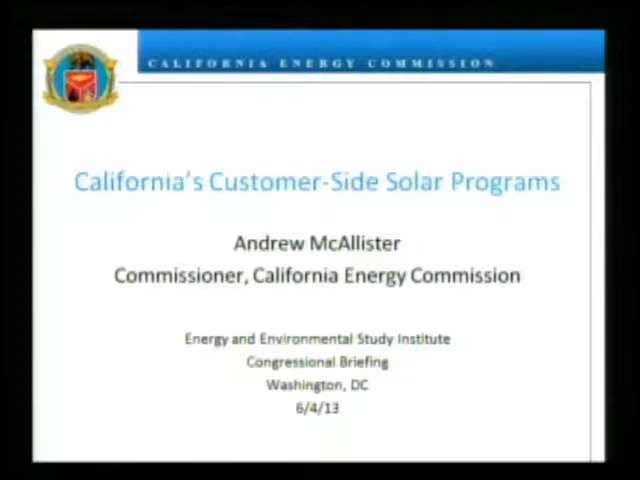 CALIFORNIA ENERGY COMMISSION
California's Customer-Side Solar Programs
Andrew McAllister
Commissioner, California Energy Commission
Energy and Environmental Study Institute
Congressional Briefing
Washington, DC
6/4/13